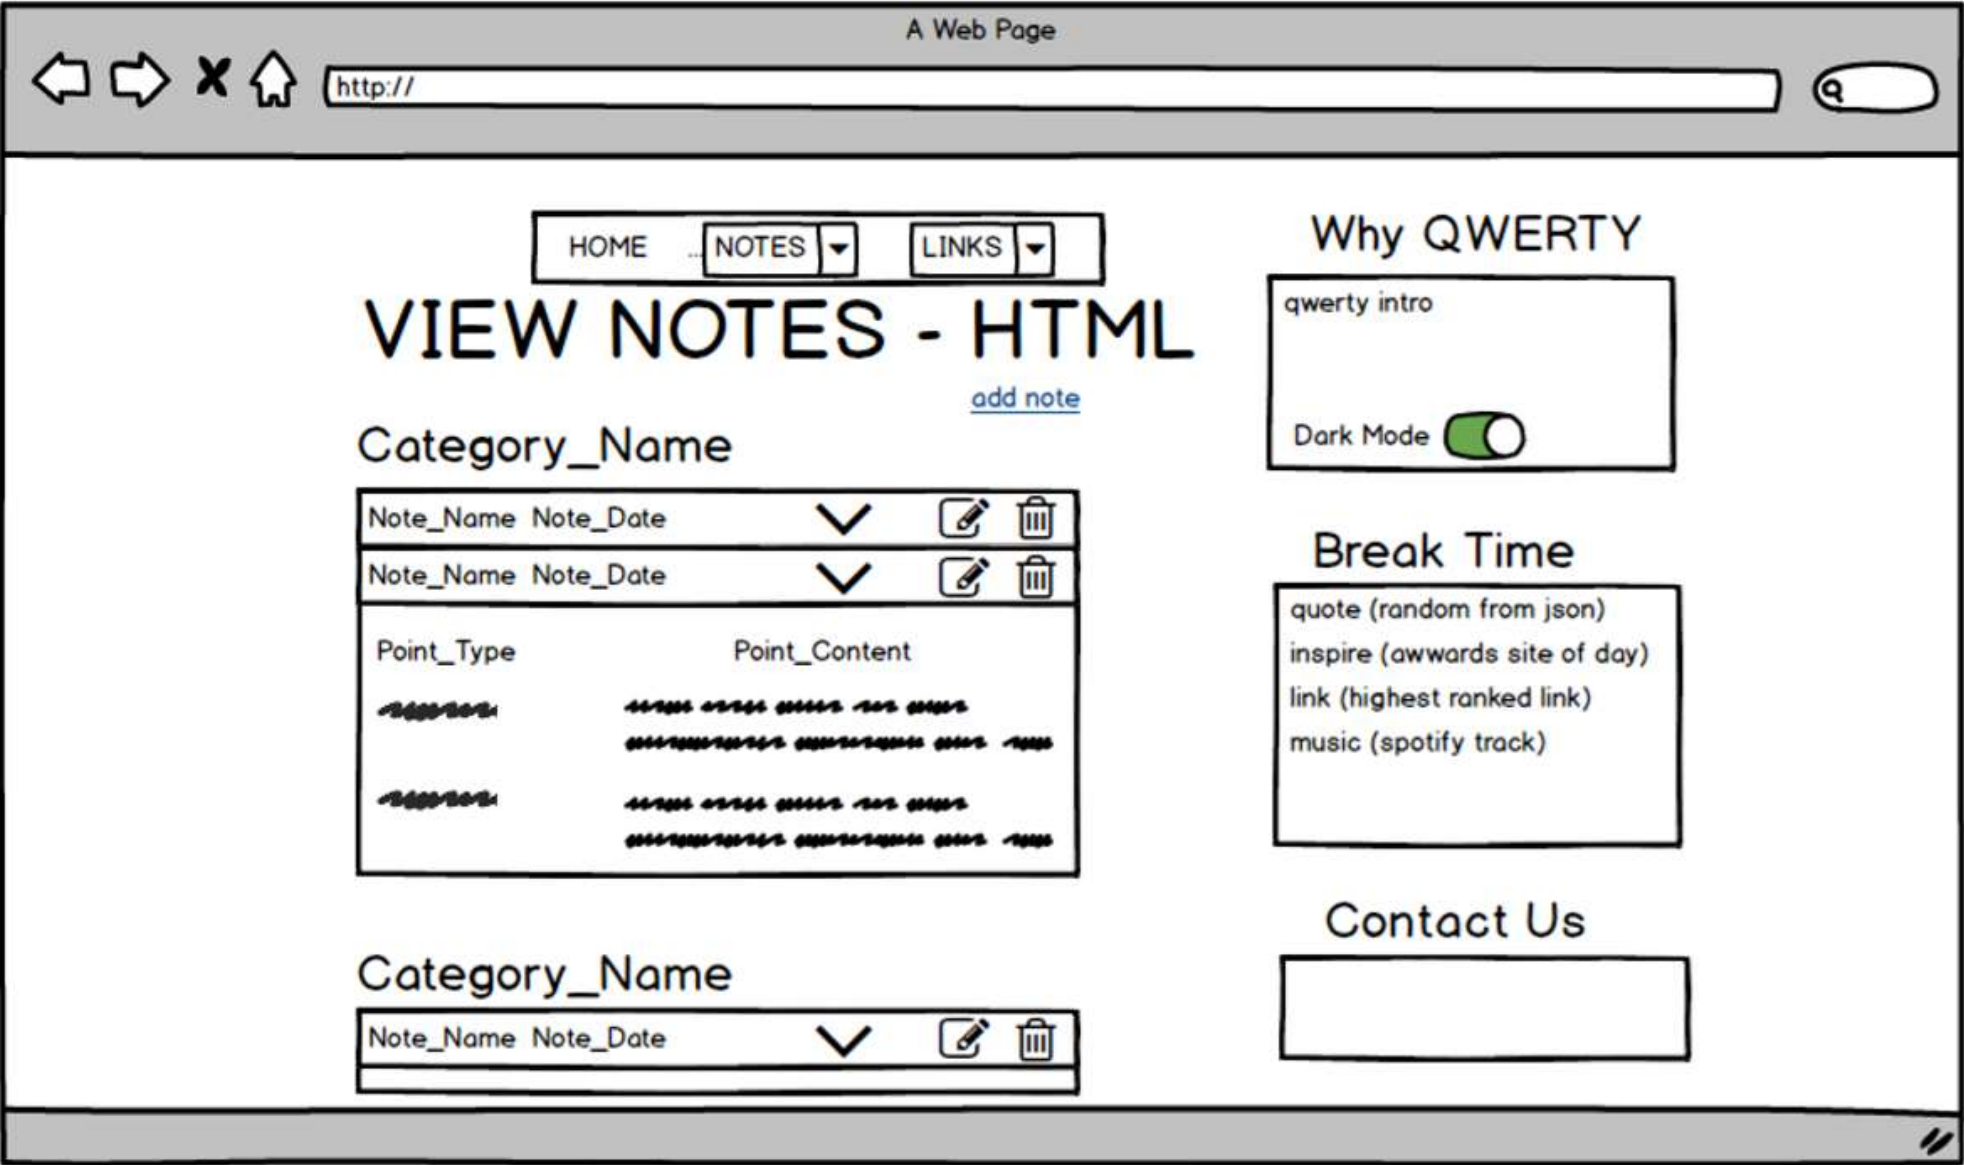 A Web Page
http://
HOME ... NOTES LINKS
VIEW NOTES - HTML
add note
Category_Name
Note_Name Note_Date
Note_Name Note_Date
Point_Type Point_Content
Category_Name
Note_Name Note_Date
Why QWERTY
qwerty intro
Dark Mode
Break Time
quote (random from json)
inspire (awwards site of day)
link (highest ranked link)
music (spotify track)
Contact Us